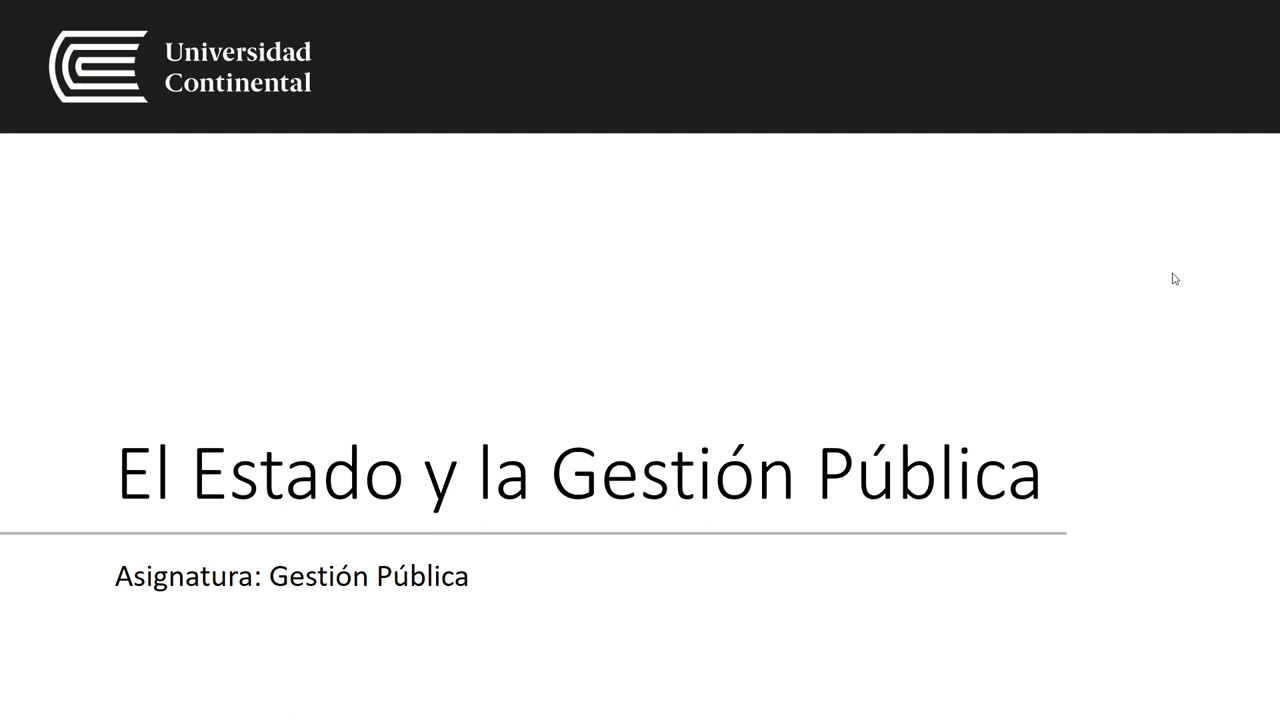 Universidad
Continental
El Estado y la Gestión Pública
Asignatura: Gestión Pública